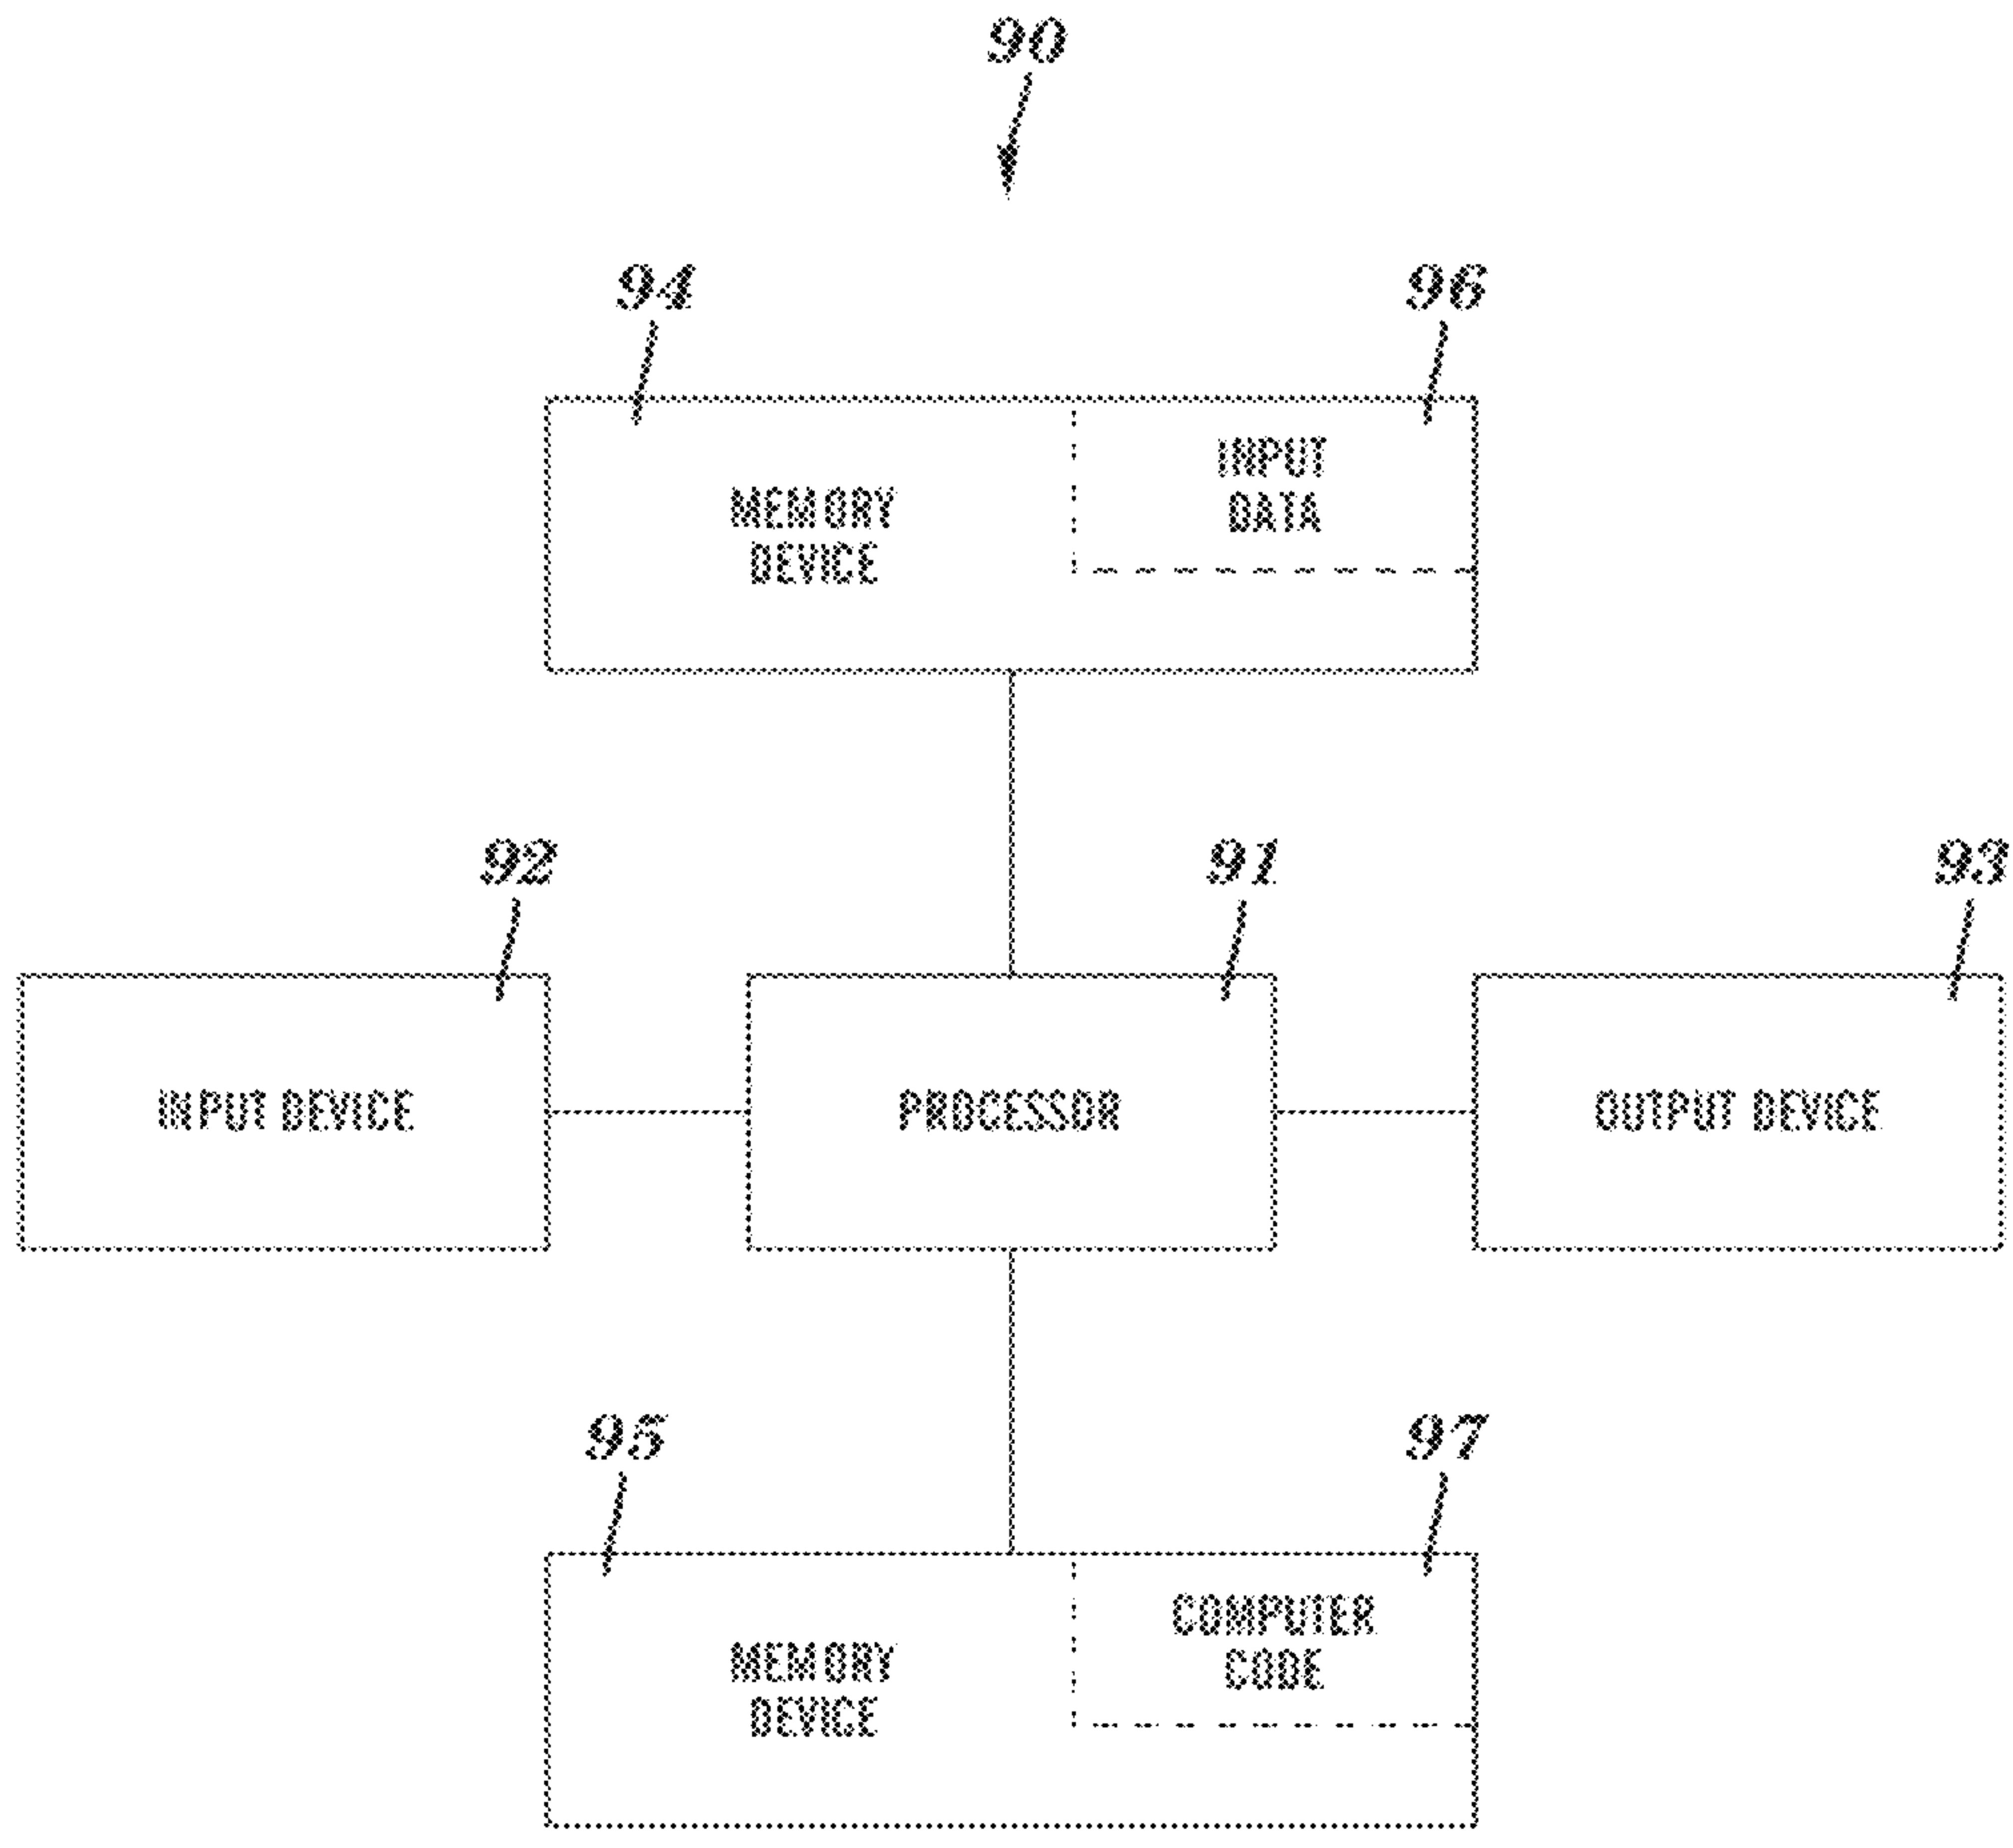 90
94
96
INPUT
DATA
MEMORY
DEVICE
92
91
93
INPUT DEVICE
PROCESSOR
OUTPUT DEVICE
95
97
COMPUTER
CODE
MEMORY
DEVICE